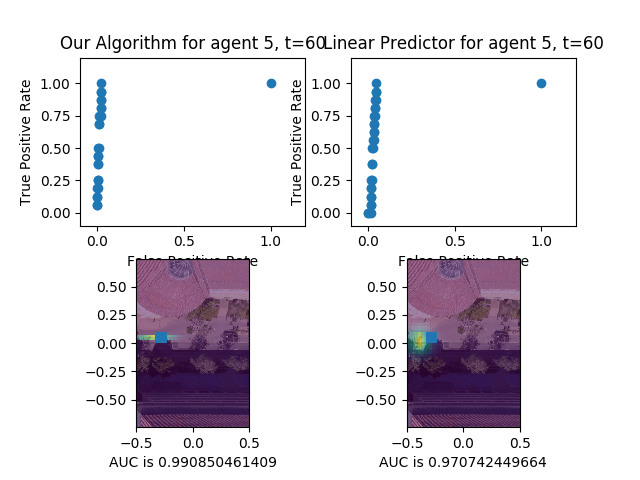 Our Algorithm for agent 5, t=60
Linear Predictor for agent 5, t=60
True Positive Rate
1.00
0.75
0.50
0.25
0.00
0.0 0.5 1.0
False Positive Rate
True Positive Rate
1.00
0.75
0.50
0.25
0.00
0.0 0.5 1.0
False Positive Rate
0.50
0.25
0.00
−0.25
−0.50
−0.5 0.0 0.5
AUC is 0.990850461409
0.50
0.25
0.00
−0.25
−0.50
−0.5 0.0 0.5
AUC is 0.970742449664